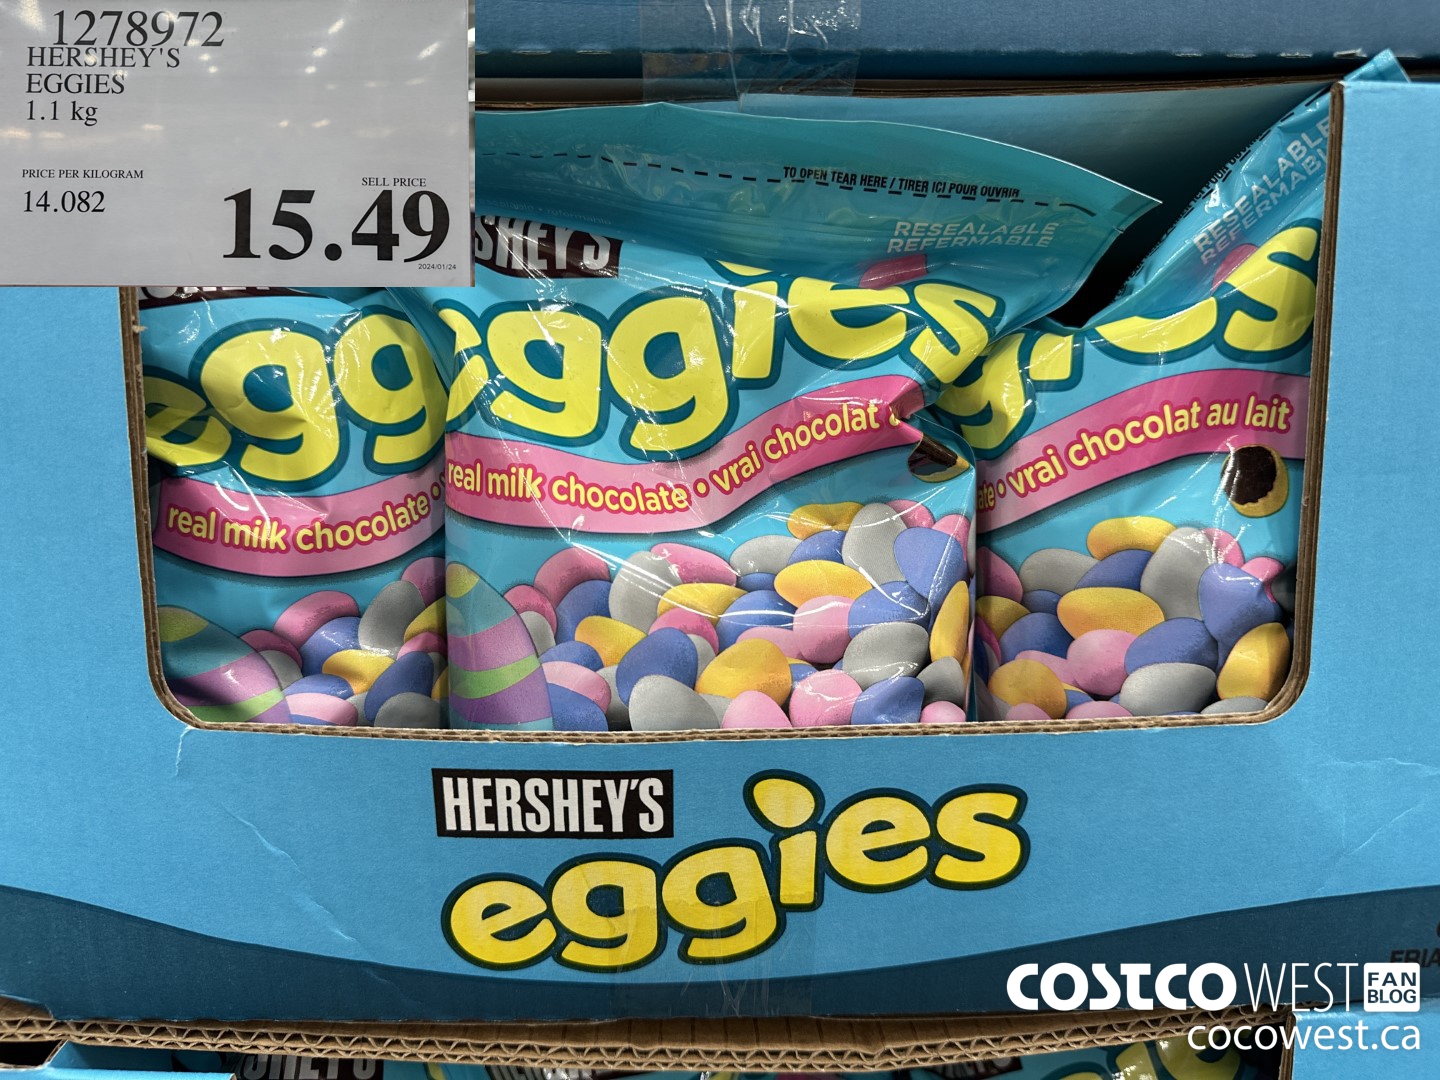 1278972
HERSHEY'S
EGGIES
1.1 kg
PRICE PER KILOGRAM
14.082
SELL PRICE
15.49
2024/01/24
TO OPEN TEAR HERE / TIRER ICI POUR OUVRIR
RESEALABLE
REFERMABLE
RESEALABLE
REFERMABLE
HERSHEY'S
eggies
real milk chocolate
real milk chocolate • vrai chocolat
• vrai chocolat au lait
HERSHEY'S
eggies
COSTCO WEST FAN
BLOG
cocowest.ca